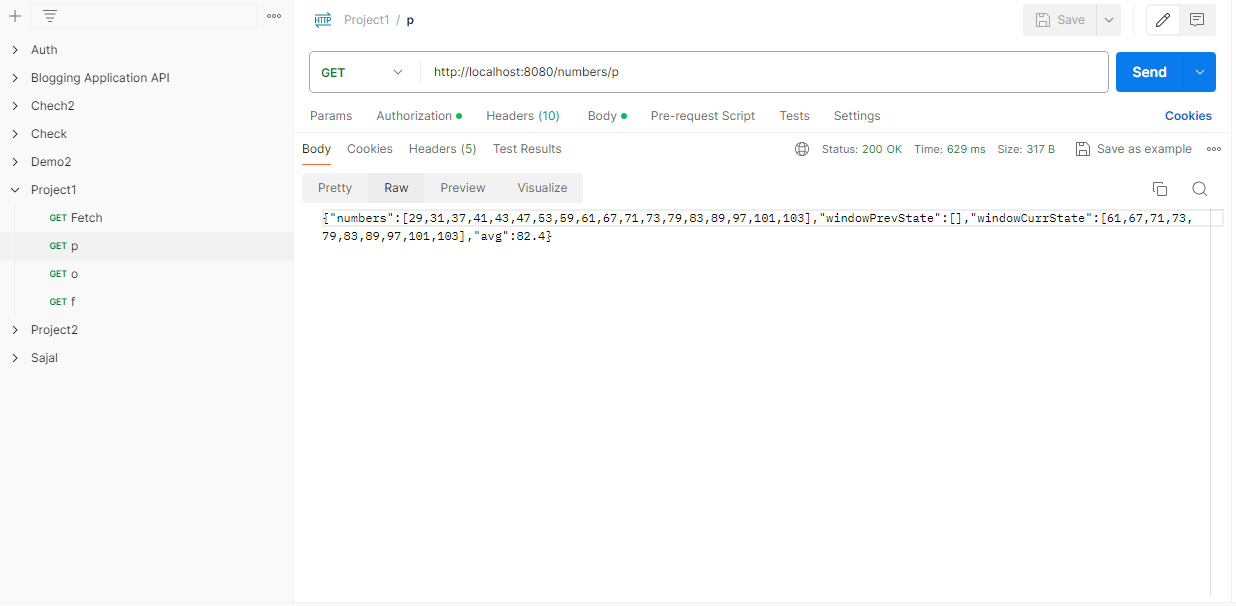 Auth
Blogging Application API
Chech2
Check
Demo2
Project1
GET Fetch
GET p
GET o
GET f
Project2
Sajal
HTTP Project1 / p
Save
GET http://localhost:8080/numbers/p
Send
Params Authorization Headers (10) Body Pre-request Script Tests Settings Cookies
Body Cookies Headers (5) Test Results Status: 200 OK Time: 629 ms Size: 317 B Save as example
Pretty Raw Preview Visualize
{"numbers":[29,31,37,41,43,47,53,59,61,67,71,73,79,83,89,97,101,103],"windowPrevState":[],"windowCurrState":[61,67,71,73,
79,83,89,97,101,103],"avg":82.4}